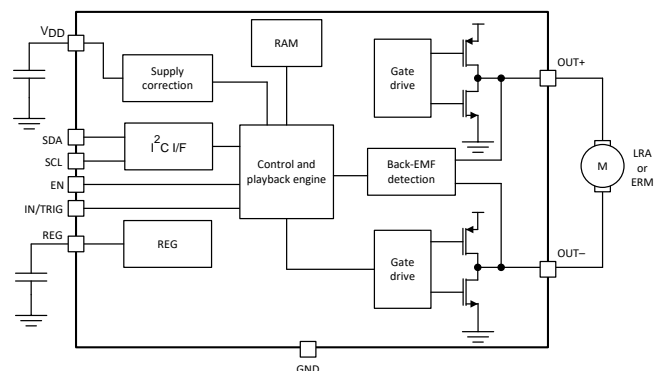 VDD
RAM
Supply
correction
Gate
drive
OUT+
SDA
SCL
I2C I/F
Control and
playback engine
Back-EMF
detection
M
LRA
or
ERM
EN
IN/TRIG
REG
REG
Gate
drive
OUT–
GND